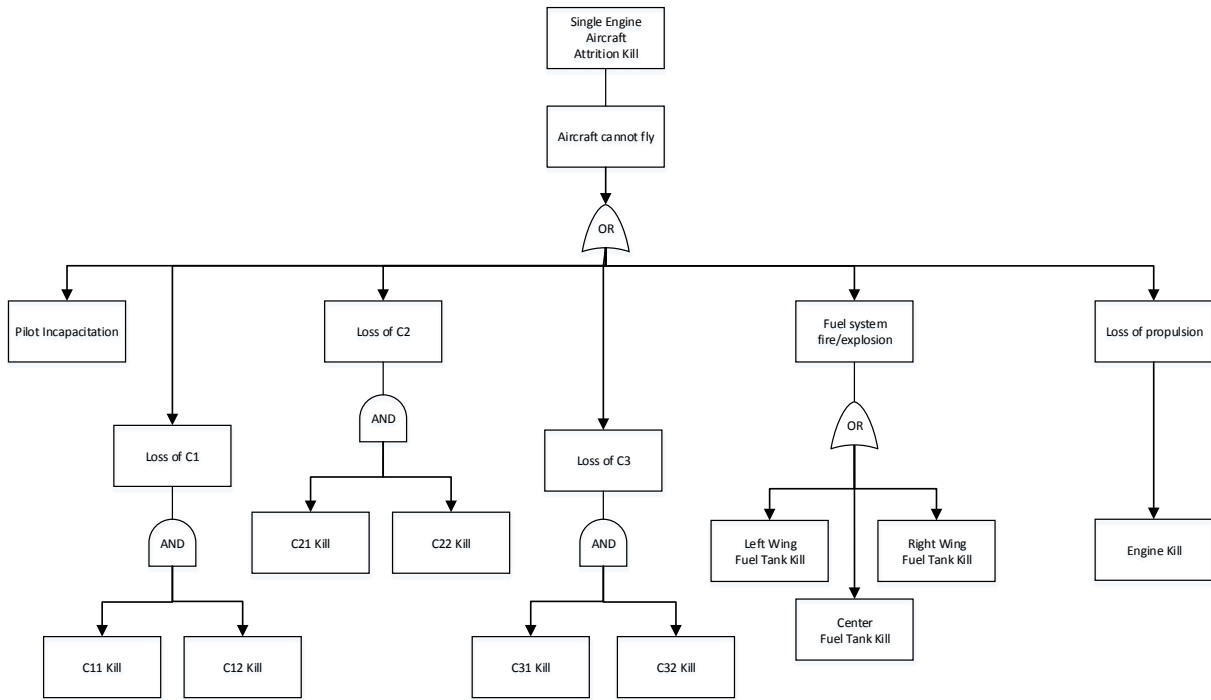 Single Engine
Aircraft
Attrition Kill
Aircraft cannot fly
OR
Pilot Incapacitation
Loss of C2
Fuel system
fire/explosion
Loss of propulsion
AND
OR
Loss of C1
Loss of C3
C21 Kill
C22 Kill
Left Wing
Fuel Tank Kill
Right Wing
Fuel Tank Kill
Engine Kill
AND
AND
Center
Fuel Tank Kill
C11 Kill
C12 Kill
C31 Kill
C32 Kill